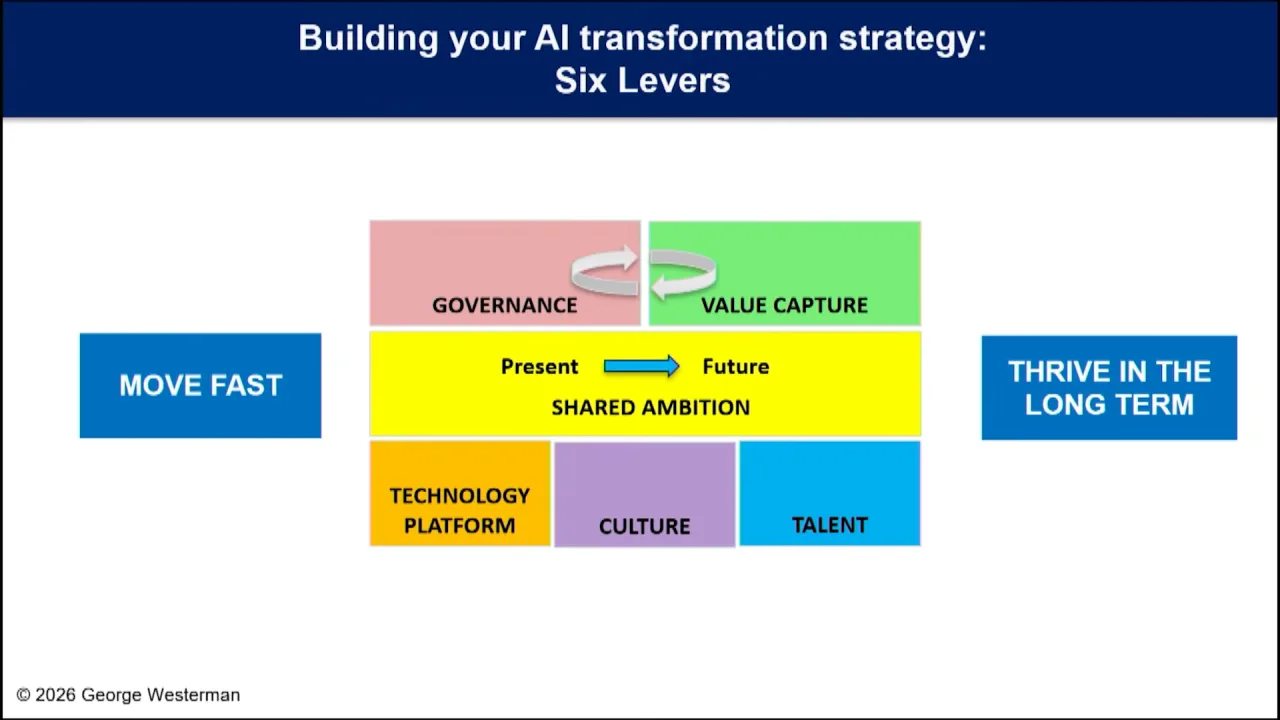 Building your AI transformation strategy:
Six Levers
GOVERNANCE
VALUE CAPTURE
MOVE FAST
Present
Future
SHARED AMBITION
THRIVE IN THE
LONG TERM
TECHNOLOGY
PLATFORM
CULTURE
TALENT
© 2026 George Westerman